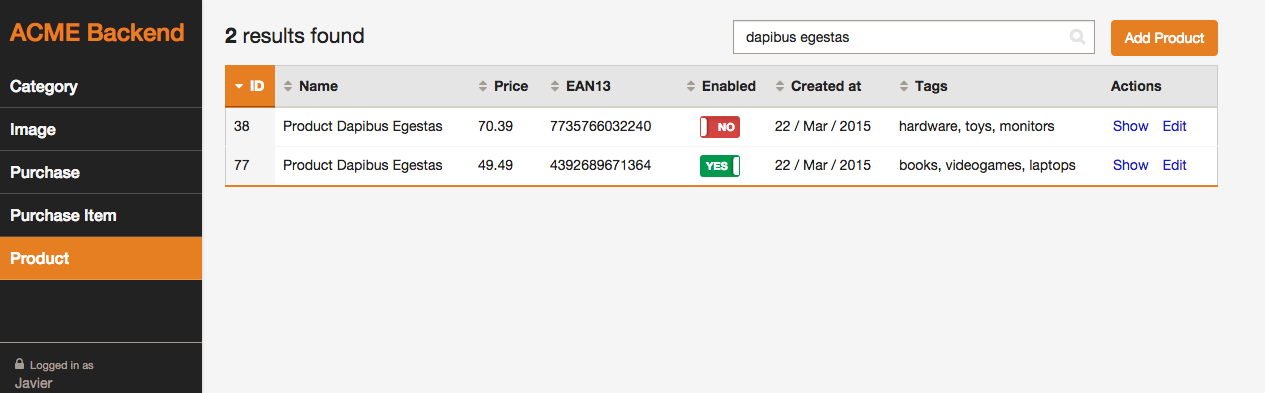 ACME Backend
Category
Image
Purchase
Purchase Item
Product
Logged in as
Javier
2 results found
dapibus egestas
Add Product
ID Name Price EAN13 Enabled Created at Tags Actions
38 Product Dapibus Egestas 70.39 7735766032240 NO 22 / Mar / 2015 hardware, toys, monitors Show Edit
77 Product Dapibus Egestas 49.49 4392689671364 YES 22 / Mar / 2015 books, videogames, laptops Show Edit